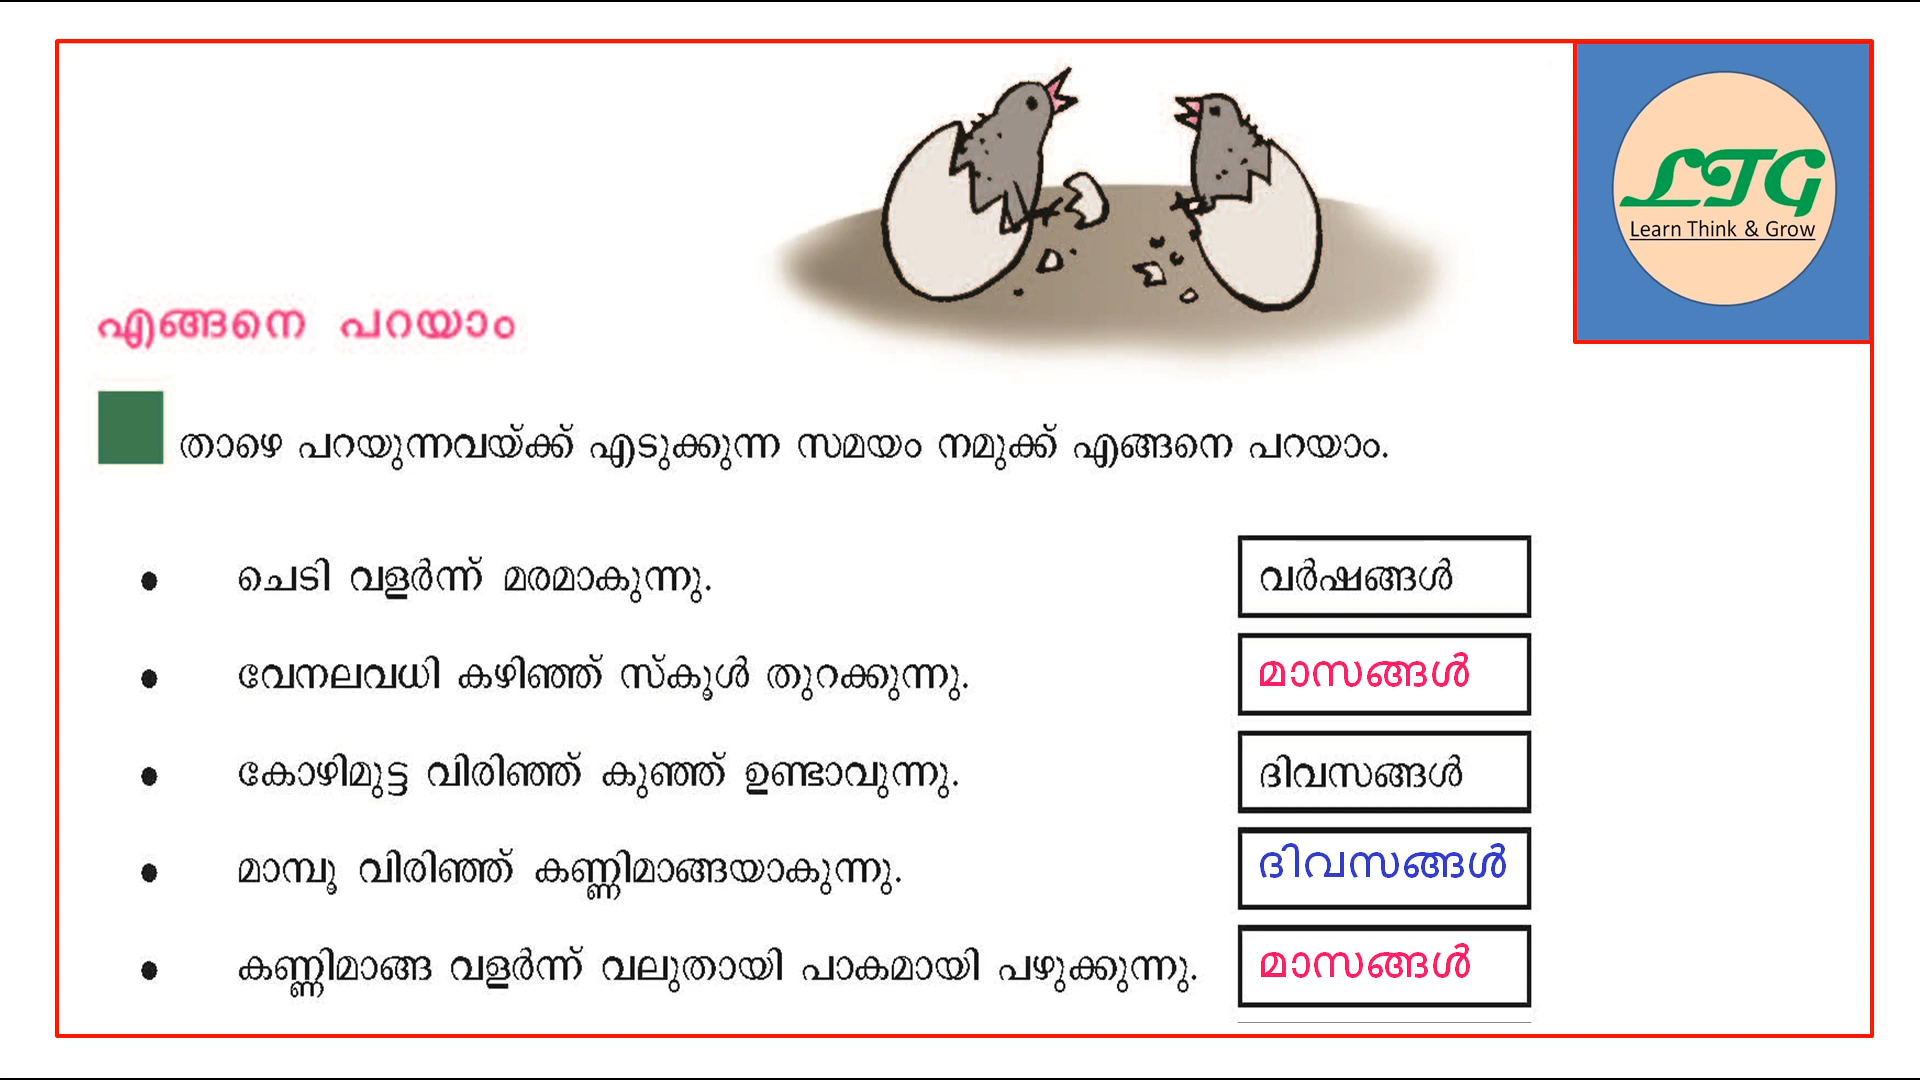 LTG
Learn Think & Grow
എങ്ങനെ പറയാം
താഴെ പറയുന്നവയ്ക്ക് എടുക്കുന്ന സമയം നമുക്ക് എങ്ങനെ പറയാം.
ചെടി വളർന്ന് മരമാകുന്നു. വർഷങ്ങൾ
വേനലവധി കഴിഞ്ഞ് സ്കൂൾ തുറക്കുന്നു. മാസങ്ങൾ
കോഴിമുട്ട വിരിഞ്ഞ് കുഞ്ഞ് ഉണ്ടാവുന്നു. ദിവസങ്ങൾ
മാമ്പൂ വിരിഞ്ഞ് കണ്ണിമാങ്ങയാകുന്നു. ദിവസങ്ങൾ
കണ്ണിമാങ്ങ വളർന്ന് വലുതായി പാകമായി പഴുക്കുന്നു. മാസങ്ങൾ